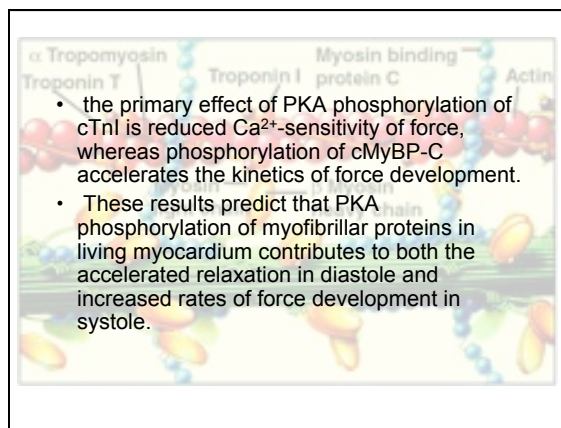 α Tropomyosin
Troponin T
Troponin I
Myosin binding
protein C
Actin
• the primary effect of PKA phosphorylation of
cTnI is reduced Ca²⁺-sensitivity of force,
whereas phosphorylation of cMyBP-C
accelerates the kinetics of force development.
• These results predict that PKA
phosphorylation of myofibrillar proteins in
living myocardium contributes to both the
accelerated relaxation in diastole and
increased rates of force development in
systole.
β Myosin
heavy chain